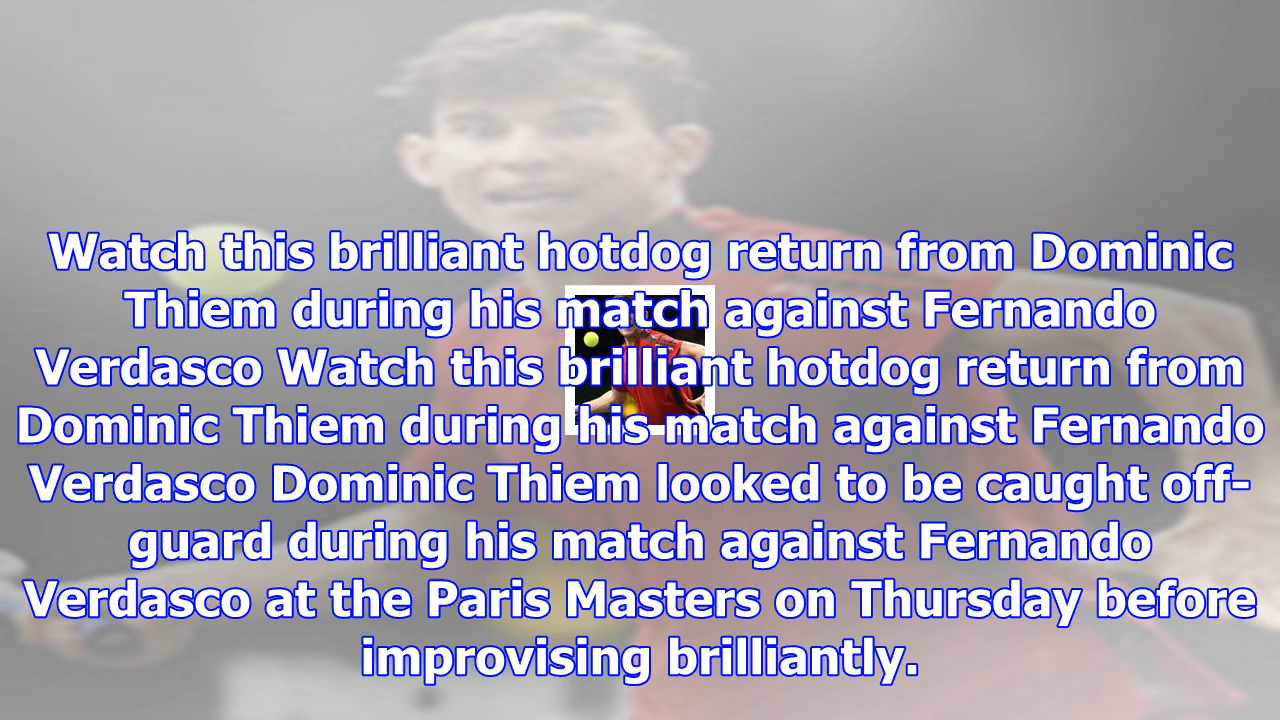 Watch this brilliant hotdog return from Dominic
Thiem during his match against Fernando
Verdasco Watch this brilliant hotdog return from
Dominic Thiem during his match against Fernando
Verdasco Dominic Thiem looked to be caught off-
guard during his match against Fernando
Verdasco at the Paris Masters on Thursday before
improvising brilliantly.